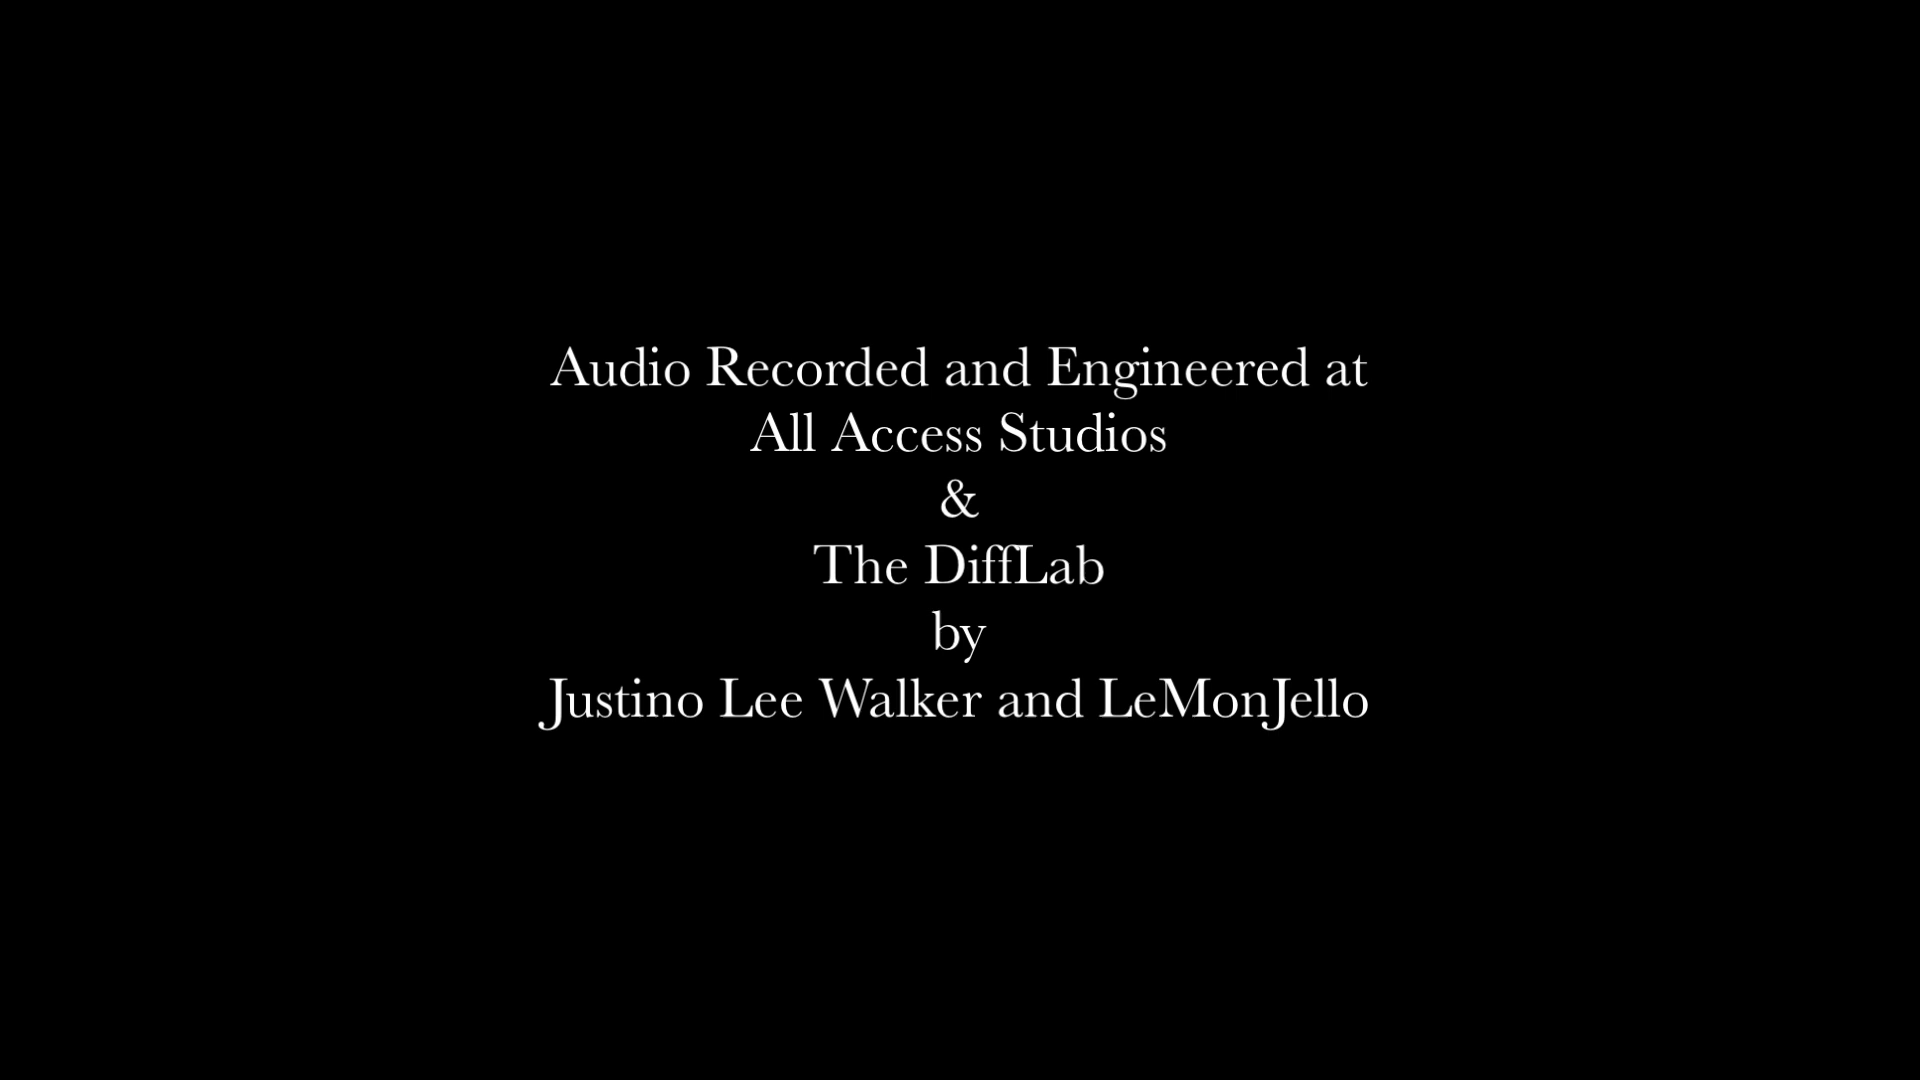 Audio Recorded and Engineered at
All Access Studios
&
The DiffLab
by
Justino Lee Walker and LeMonJello